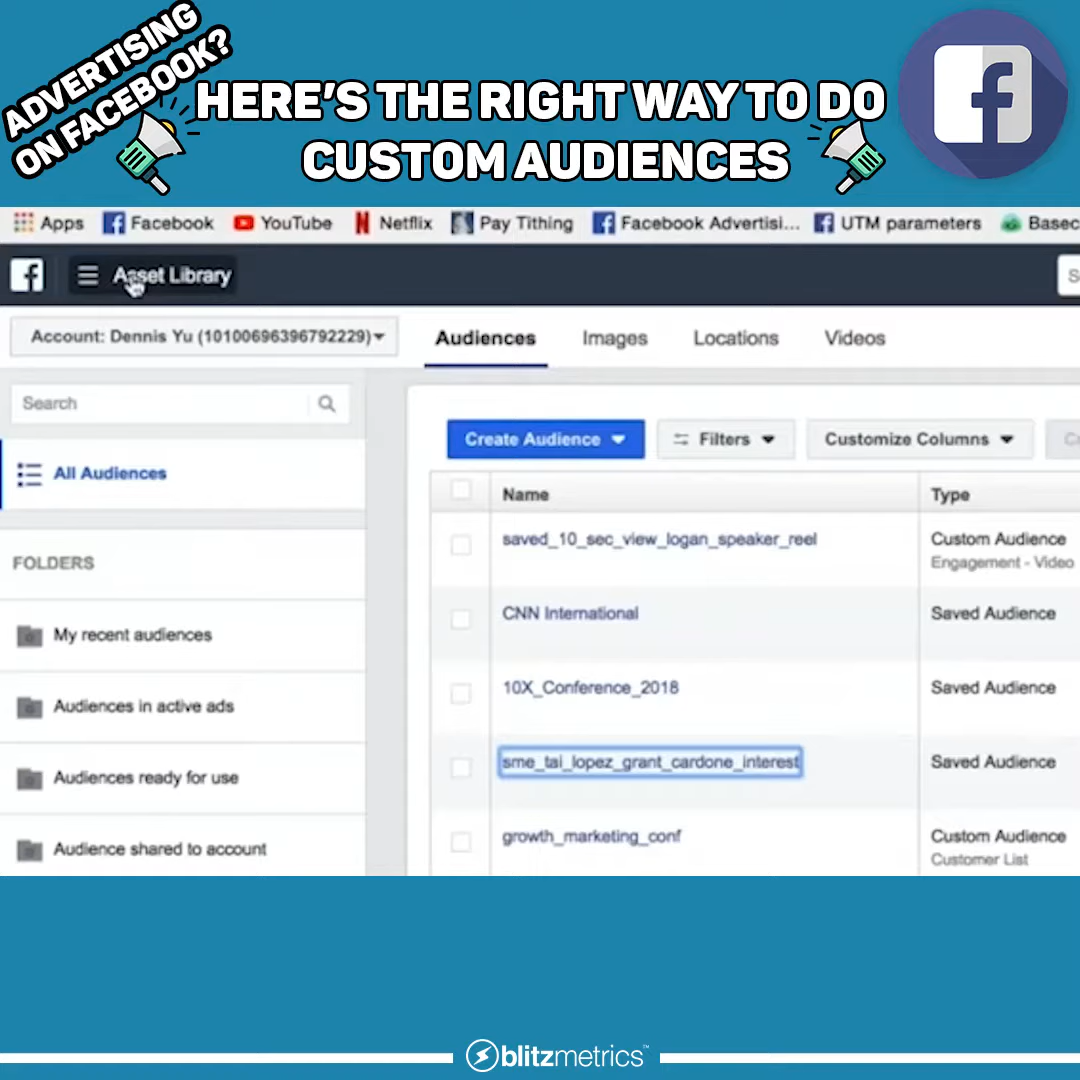 ADVERTISING
ON FACEBOOK?
HERE'S THE RIGHT WAY TO DO
CUSTOM AUDIENCES
Apps Facebook YouTube Netflix Pay Tithing Facebook Advertisi... UTM parameters
Asset Library
Account: Dennis Yu (10100696396792229)
Audiences Images Locations Videos
Search
Create Audience Filters Customize Columns
All Audiences
Name Type
saved_10_sec_view_logan_speaker_reel Custom Audience
Engagement - Video
FOLDERS
CNN International Saved Audience
My recent audiences
10X_Conference_2018 Saved Audience
Audiences in active ads
sme_tai_lopez_grant_cardone_interest Saved Audience
Audiences ready for use
growth_marketing_conf Custom Audience
Customer List
Audience shared to account
blitzmetrics™